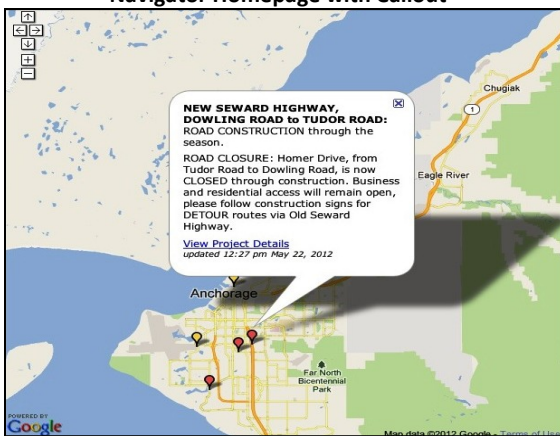 Navigator Homepage with Callout
Chugiak
1
NEW SEWARD HIGHWAY,
DOWLING ROAD to TUDOR ROAD:
ROAD CONSTRUCTION through the
season.
ROAD CLOSURE: Homer Drive, from
Tudor Road to Dowling Road, is now
CLOSED through construction. Business
and residential access will remain open,
please follow construction signs for
DETOUR routes via Old Seward
Highway.
View Project Details
updated 12:27 pm May 22, 2012
Eagle River
Anchorage
Far North
Bicentennial
Park
POWERED BY
Google
Map data ©2012 Google - Terms of Use